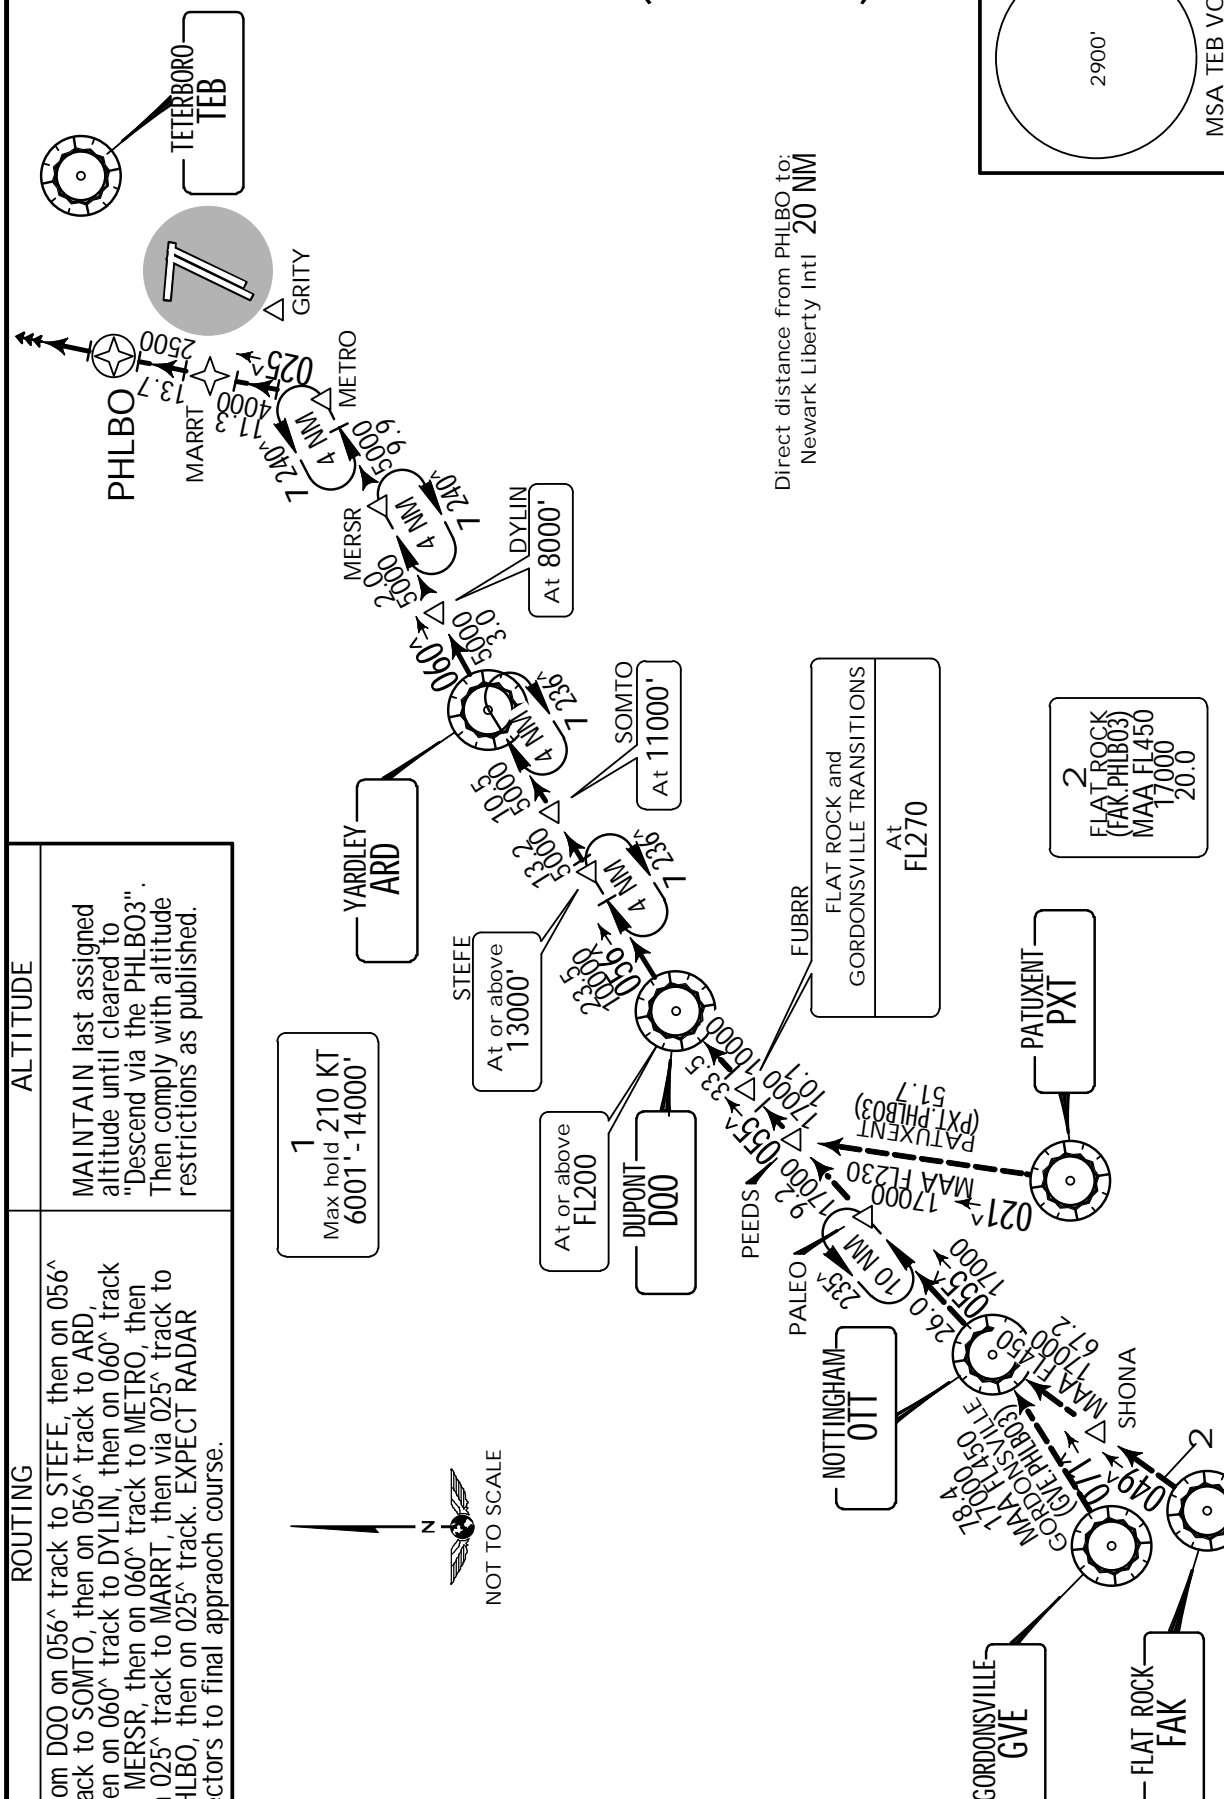 ROUTING
om DQO on 056^ track to STEFE, then on 056^
ack to SOMTO, then on 056^ track to ARD,
en on 060^ track to DYLIN, then on 060^ track
MERSR, then on 060^ track to METRO, then
025^ track to MARRT, then via 025^ track to
HLBO, then on 025^ track. EXPECT RADAR
ctors to final appraoch course.
ALTITUDE
MAINTAIN last assigned
altitude until cleared to
"Descend via the PHLBO3".
Then comply with altitude
restrictions as published.
TETERBORO
TEB
2900'
MSA TEB VO
GRITY
PHLBO
2500
13.7
MARRT
4000
11.3
025^
METRO
240^
1
4 NM
5000
9.9
MERSR
240^
1
4 NM
2.0
5000
DYLIN
At 8000'
060^
5000
3.0
Direct distance from PHLBO to:
Newark Liberty Intl 20 NM
YARDLEY
ARD
236^
1
4 NM
10.5
5000
SOMTO
At 11000'
13.2
5000
236^
1
4 NM
STEFE
At or above
13000'
23.5
10000
056^
1
Max hold 210 KT
6001'-14000'
At or above
FL200
DUPONT
DQO
33.5
10000
FUBRR
FLAT ROCK and
GORDONSVILLE TRANSITIONS
At
FL270
055^
17000
10.1
PEEDS
9.2
17000
PALEO
235^
10 NM
2
FLAT ROCK
(FAK.PHLBO3)
MAA FL450
17000
20.0
PATUXENT
PXT
PATUXENT
(PXT.PHLBO3)
51.7
MAA FL230
17000
021^
26.0
055^
17000
NOTTINGHAM
OTT
MAA FL450
17000
67.2
SHONA
78.4
17000
MAA FL450
GORDONSVILLE
(GVE.PHLBO3)
071^
049^
2
GORDONSVILLE
GVE
FLAT ROCK
FAK
N
NOT TO SCALE